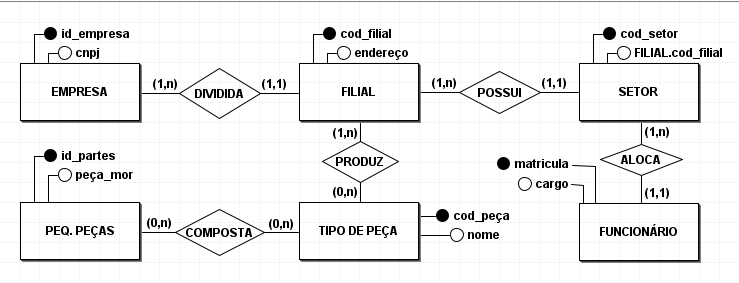 id_empresa
cnpj
cod_filial
endereço
cod_setor
FILIAL.cod_filial
EMPRESA
(1,n)
DIVIDIDA
(1,1)
FILIAL
(1,n)
POSSUI
(1,1)
SETOR
(1,n)
PRODUZ
(0,n)
(1,n)
ALOCA
(1,1)
id_partes
peça_mor
matricula
cargo
PEQ. PEÇAS
(0,n)
COMPOSTA
(0,n)
TIPO DE PEÇA
cod_peça
nome
FUNCIONÁRIO